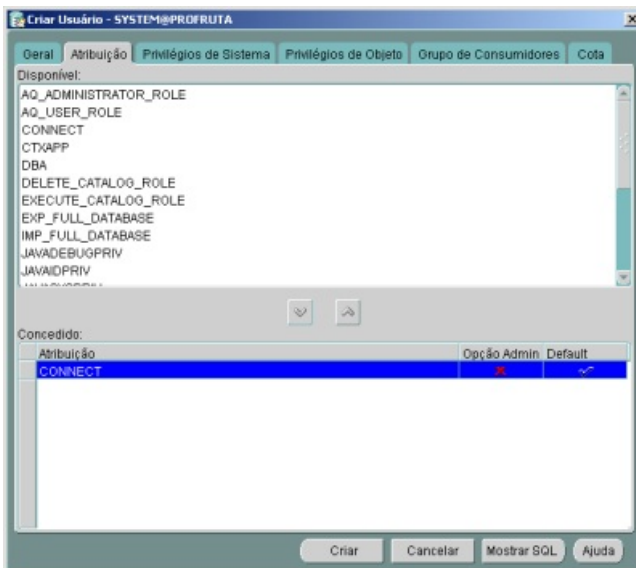 Criar Usuário - SYSTEM@PROFRUTA
Geral Atribuição Privilégios de Sistema Privilégios de Objeto Grupo de Consumidores Cota
Disponível:
AQ_ADMINISTRATOR_ROLE
AQ_USER_ROLE
CONNECT
CTXAPP
DBA
DELETE_CATALOG_ROLE
EXECUTE_CATALOG_ROLE
EXP_FULL_DATABASE
IMP_FULL_DATABASE
JAVADEBUGPRIV
JAVAIDPRIV
Concedido:
Atribuição Opção Admin Default
CONNECT
Criar Cancelar Mostrar SQL Ajuda